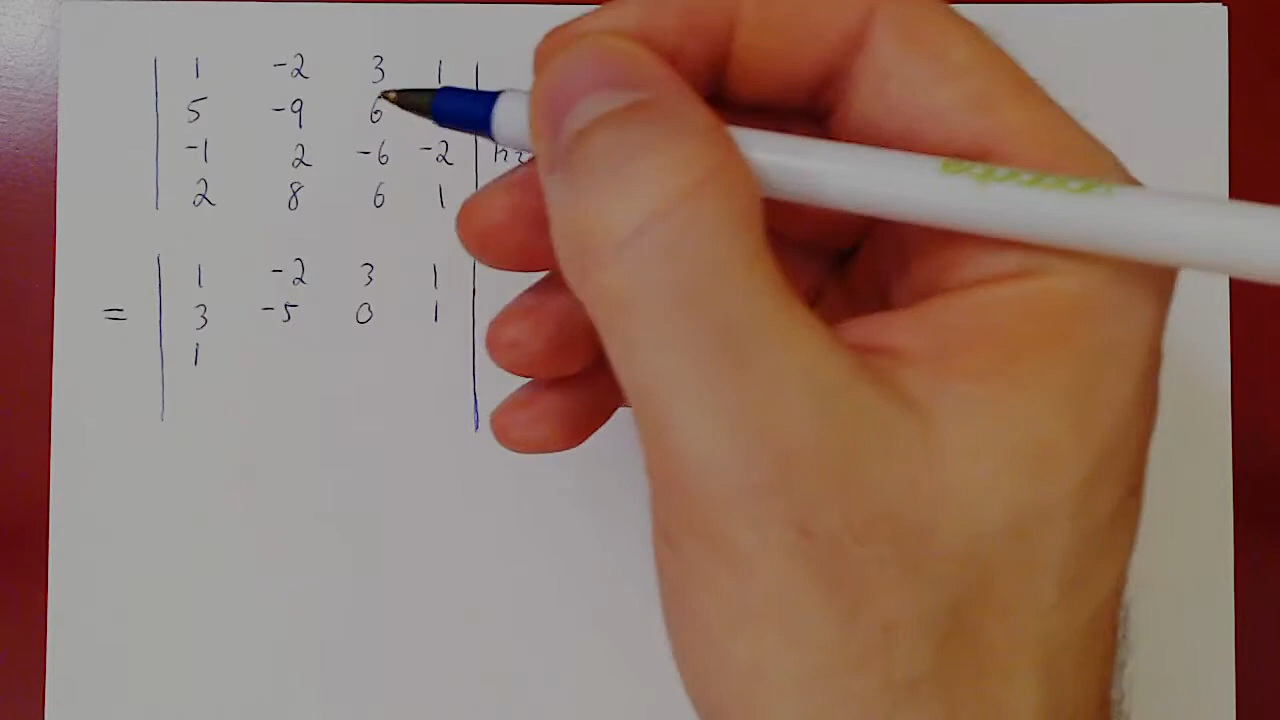 1 -2 3 1
5 -9 6
-1 2 -6 -2
2 8 6 1
1 -2 3 1
= 3 -5 0 1
1